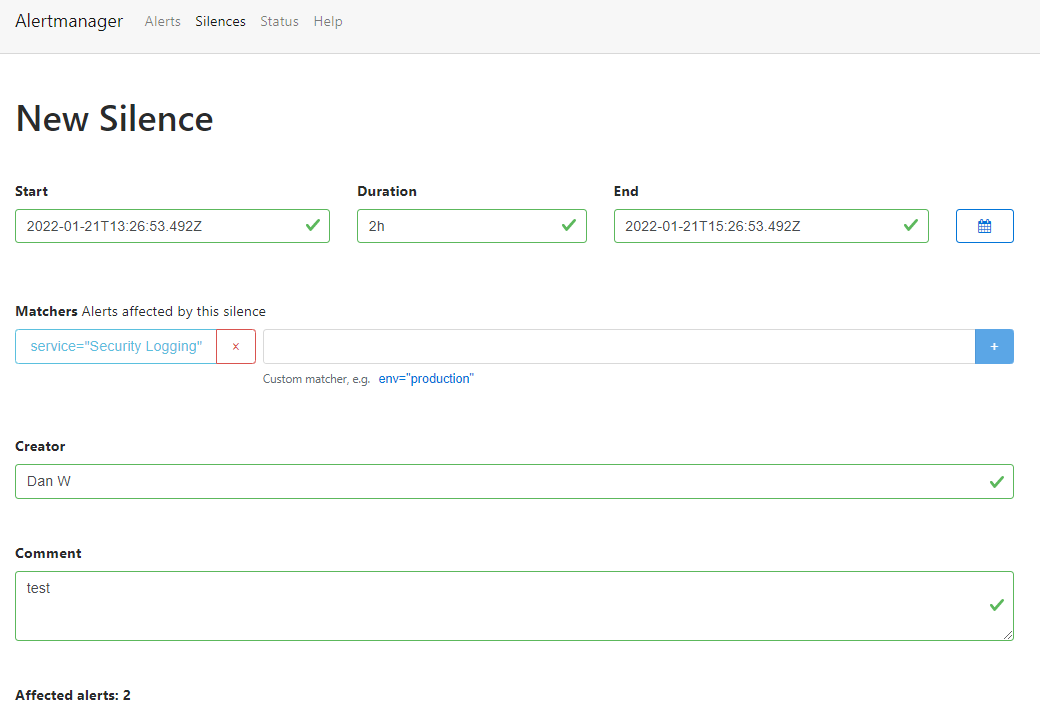 Alertmanager Alerts Silences Status Help
New Silence
Start Duration End
2022-01-21T13:26:53.492Z 2h 2022-01-21T15:26:53.492Z
Matchers Alerts affected by this silence
service="Security Logging" × +
Custom matcher, e.g. env="production"
Creator
Dan W
Comment
test
Affected alerts: 2